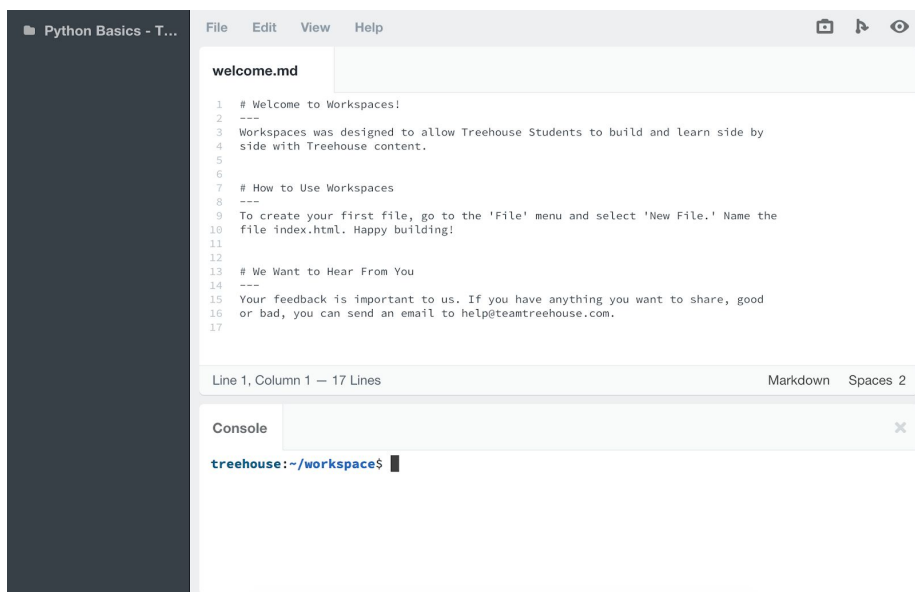 Python Basics - T...
File Edit View Help
welcome.md
1 # Welcome to Workspaces!
2 ---
3 Workspaces was designed to allow Treehouse Students to build and learn side by
4 side with Treehouse content.
5
6
7 # How to Use Workspaces
8 ---
9 To create your first file, go to the 'File' menu and select 'New File.' Name the
10 file index.html. Happy building!
11
12
13 # We Want to Hear From You
14 ---
15 Your feedback is important to us. If you have anything you want to share, good
16 or bad, you can send an email to help@teamtreehouse.com.
17
Line 1, Column 1 — 17 Lines Markdown Spaces 2
Console
treehouse:~/workspace$